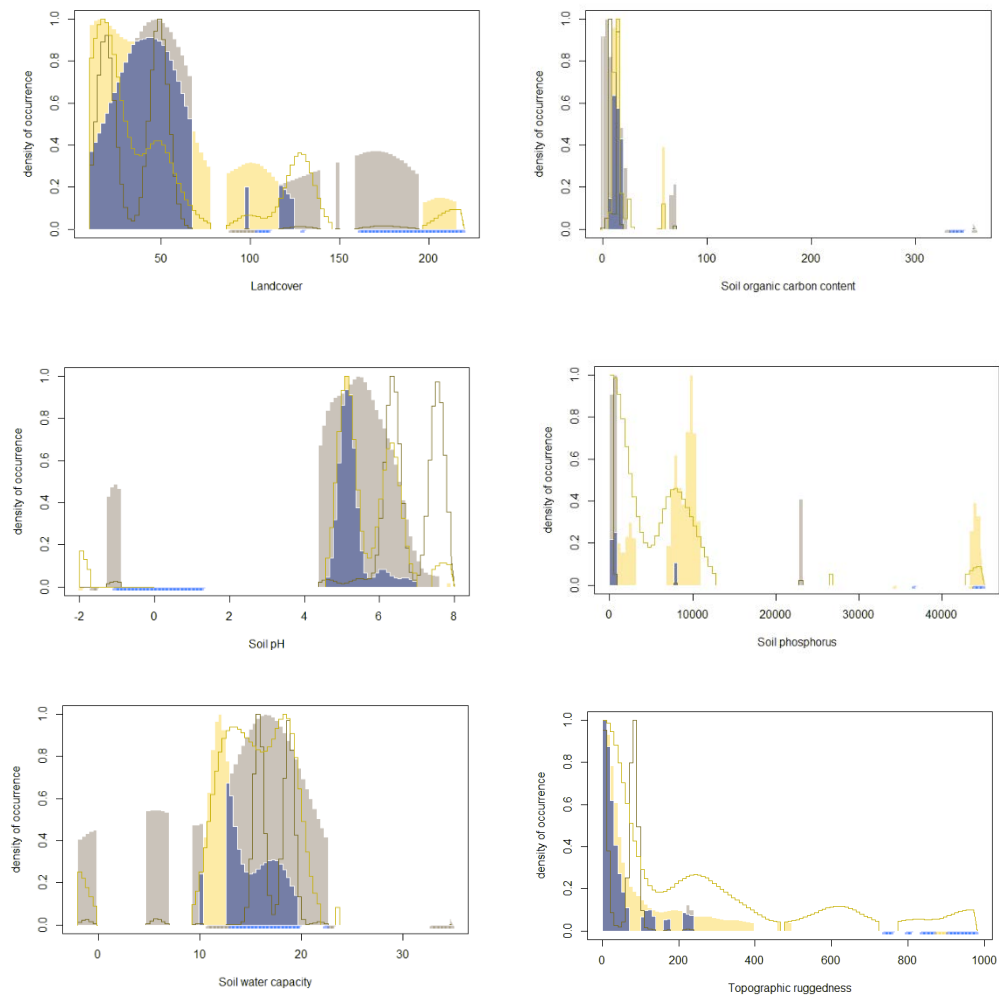 density of occurrence
0.0 0.2 0.4 0.6 0.8 1.0
50 100 150 200
Landcover
density of occurrence
0.0 0.2 0.4 0.6 0.8 1.0
0 100 200 300
Soil organic carbon content
density of occurrence
0.0 0.2 0.4 0.6 0.8 1.0
-2 0 2 4 6 8
Soil pH
density of occurrence
0.0 0.2 0.4 0.6 0.8 1.0
0 10000 20000 30000 40000
Soil phosphorus
density of occurrence
0.0 0.2 0.4 0.6 0.8 1.0
0 10 20 30
Soil water capacity
density of occurrence
0.0 0.2 0.4 0.6 0.8 1.0
0 200 400 600 800 1000
Topographic ruggedness